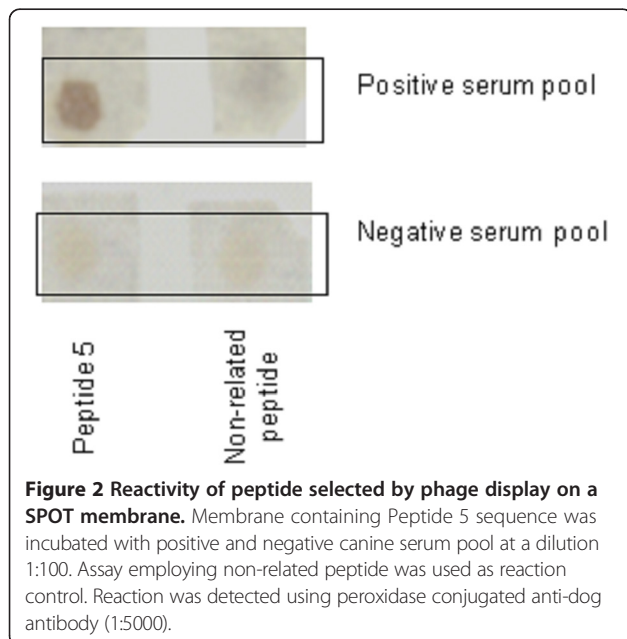 Positive serum pool
Negative serum pool
Peptide 5
Non-related
peptide
Figure 2 Reactivity of peptide selected by phage display on a
SPOT membrane. Membrane containing Peptide 5 sequence was
incubated with positive and negative canine serum pool at a dilution
1:100. Assay employing non-related peptide was used as reaction
control. Reaction was detected using peroxidase conjugated anti-dog
antibody (1:5000).